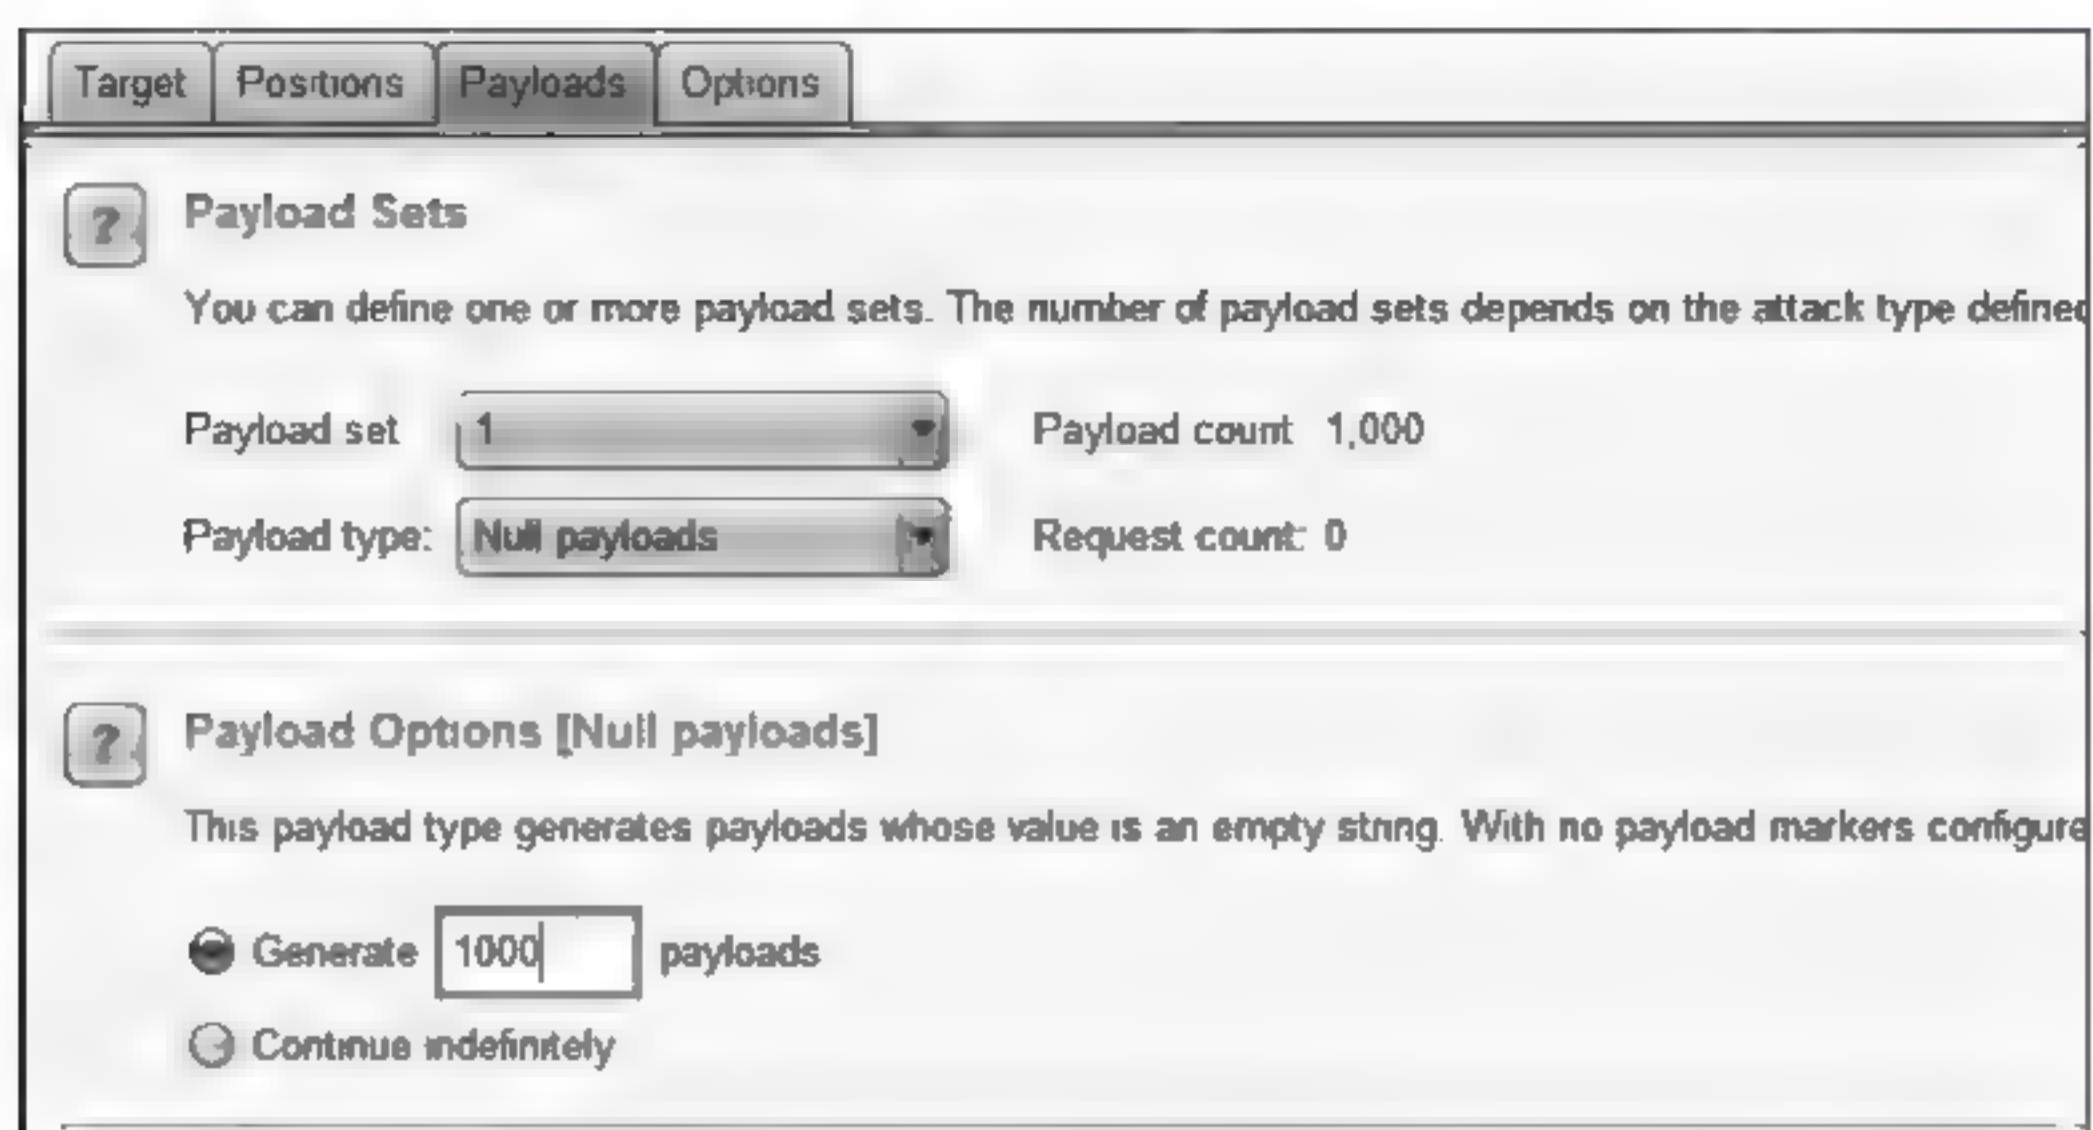 Target Positions Payloads Options
? Payload Sets
You can define one or more payload sets. The number of payload sets depends on the attack type defined
Payload set 1 Payload count 1,000
Payload type: Null payloads Request count: 0
? Payload Options [Null payloads]
This payload type generates payloads whose value is an empty string. With no payload markers configure
Generate 1000 payloads
Continue indefinitely